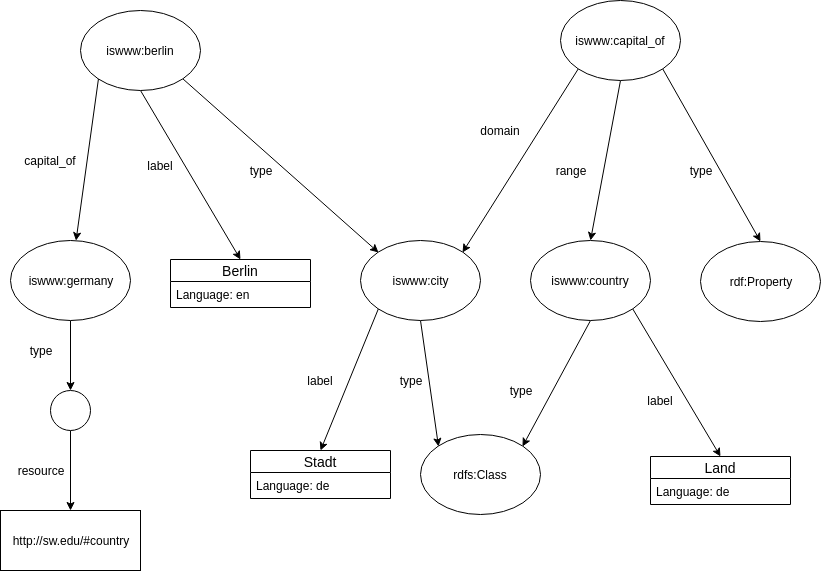 iswww:berlin
iswww:capital_of
domain
capital_of
label
type
range
type
Berlin
Language: en
iswww:germany
iswww:city
iswww:country
rdf:Property
type
label
type
type
label
Stadt
Language: de
rdfs:Class
Land
Language: de
resource
http://sw.edu/#country